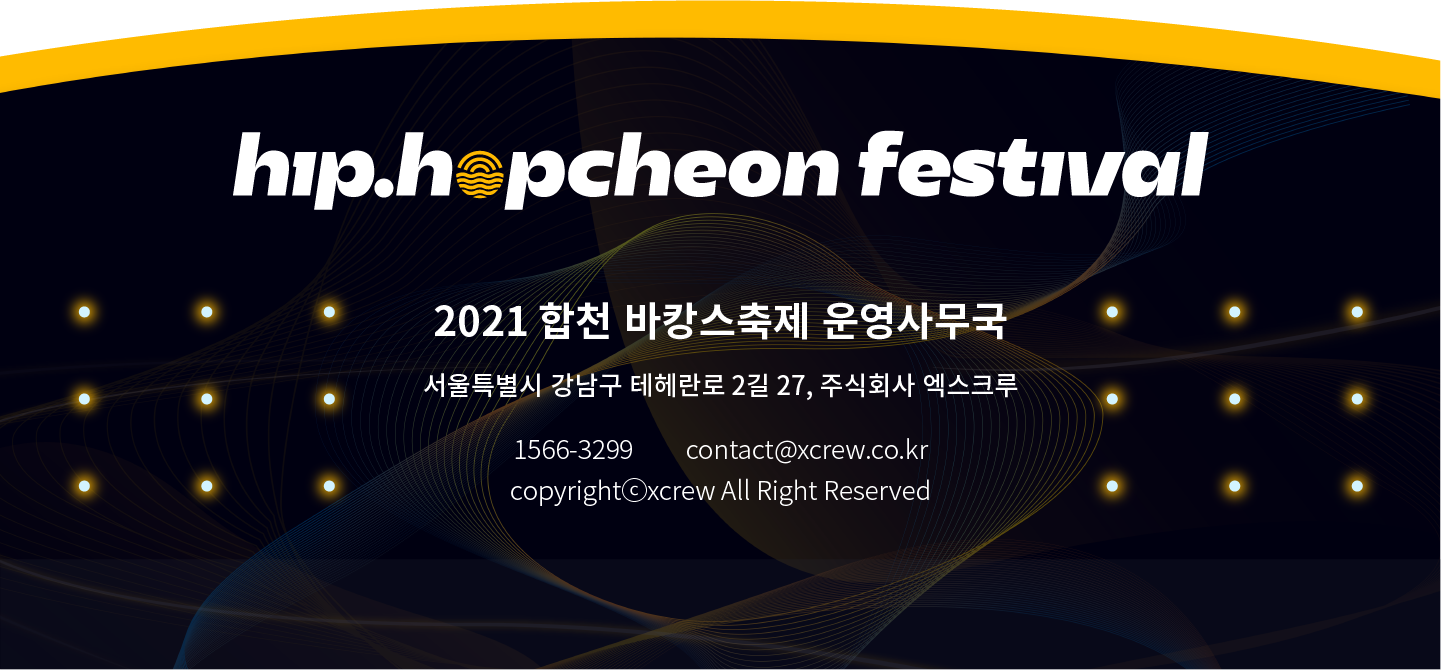 hip.hopcheon festival
2021 합천 바캉스축제 운영사무국
서울특별시 강남구 테헤란로 2길 27, 주식회사 엑스크루
1566-3299 contact@xcrew.co.kr
copyrightⓒxcrew All Right Reserved